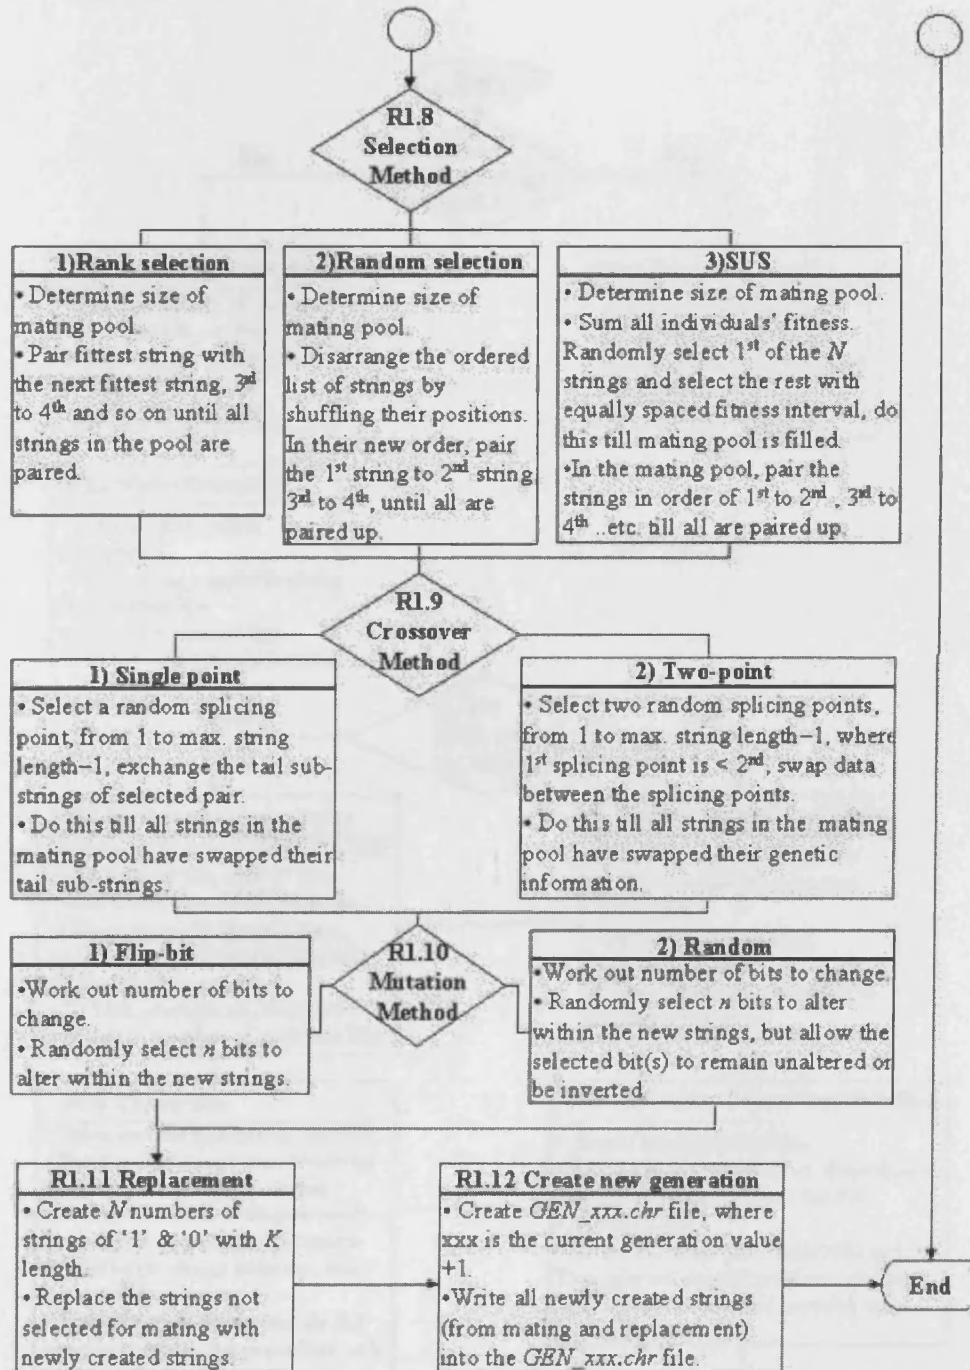 R1.8
Selection
Method
1)Rank selection
• Determine size of
mating pool.
• Pair fittest string with
the next fittest string, 3rd
to 4th and so on until all
strings in the pool are
paired.
2)Random selection
• Determine size of
mating pool.
• Disarrange the ordered
list of strings by
shuffling their positions.
In their new order, pair
the 1st string to 2nd string,
3rd to 4th, until all are
paired up.
3)SUS
• Determine size of mating pool.
• Sum all individuals' fitness.
Randomly select 1st of the N
strings and select the rest with
equally spaced fitness interval, do
this till mating pool is filled.
•In the mating pool, pair the
strings in order of 1st to 2nd, 3rd to
4th ..etc. till all are paired up.
R1.9
Crossover
Method
1) Single point
• Select a random splicing
point, from 1 to max. string
length−1, exchange the tail sub-
strings of selected pair.
• Do this till all strings in the
mating pool have swapped their
tail sub-strings.
2) Two-point
• Select two random splicing points,
from 1 to max. string length−1, where
1st splicing point is < 2nd, swap data
between the splicing points.
• Do this till all strings in the mating
pool have swapped their genetic
information.
R1.10
Mutation
Method
1) Flip-bit
•Work out number of bits to
change.
• Randomly select n bits to
alter within the new strings.
2) Random
•Work out number of bits to change.
• Randomly select n bits to alter
within the new strings, but allow the
selected bit(s) to remain unaltered or
be inverted.
R1.11 Replacement
• Create N numbers of
strings of '1' & '0' with K
length.
• Replace the strings not
selected for mating with
newly created strings.
R1.12 Create new generation
• Create GEN_xxx.chr file, where
xxx is the current generation value
+1.
•Write all newly created strings
(from mating and replacement)
into the GEN_xxx.chr file.
End